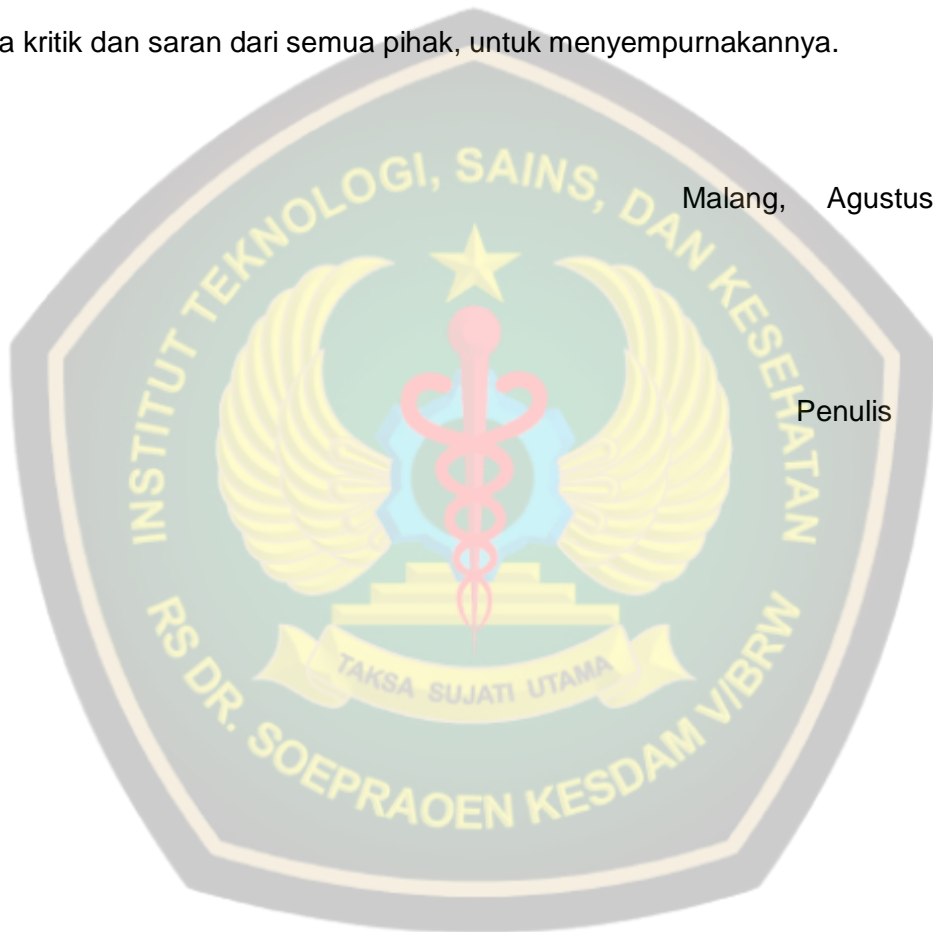 a kritik dan saran dari semua pihak, untuk menyempurnakannya.
Malang, Agustus
Penulis
INSTITUT TEKNOLOGI, SAINS, DAN KESEHATAN
TAKSA SUJATI UTAMA
RS DR. SOEPRAOEN KESDAM V/BRW